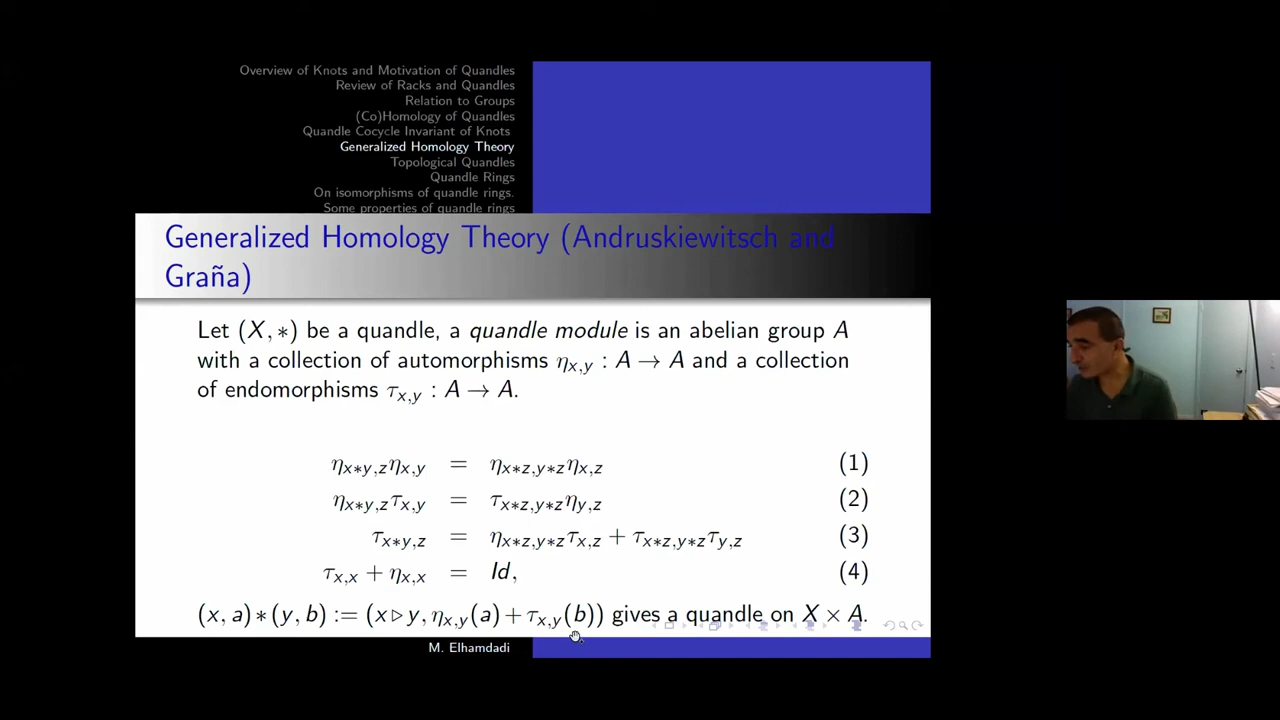 Overview of Knots and Motivation of Quandles
Review of Racks and Quandles
Relation to Groups
(Co)Homology of Quandles
Quandle Cocycle Invariant of Knots
Generalized Homology Theory
Topological Quandles
Quandle Rings
On isomorphisms of quandle rings.
Some properties of quandle rings
Generalized Homology Theory (Andruskiewitsch and
Graña)
Let (X, ∗) be a quandle, a quandle module is an abelian group A
with a collection of automorphisms η_{x,y} : A → A and a collection
of endomorphisms τ_{x,y} : A → A.
η_{x∗y,z}η_{x,y} = η_{x∗z,y∗z}η_{x,z} (1)
η_{x∗y,z}τ_{x,y} = τ_{x∗z,y∗z}η_{y,z} (2)
τ_{x∗y,z} = η_{x∗z,y∗z}τ_{x,z} + τ_{x∗z,y∗z}τ_{y,z} (3)
τ_{x,x} + η_{x,x} = Id, (4)
(x, a) ∗ (y, b) := (x ▹ y, η_{x,y}(a) + τ_{x,y}(b)) gives a quandle on X × A.
M. Elhamdadi